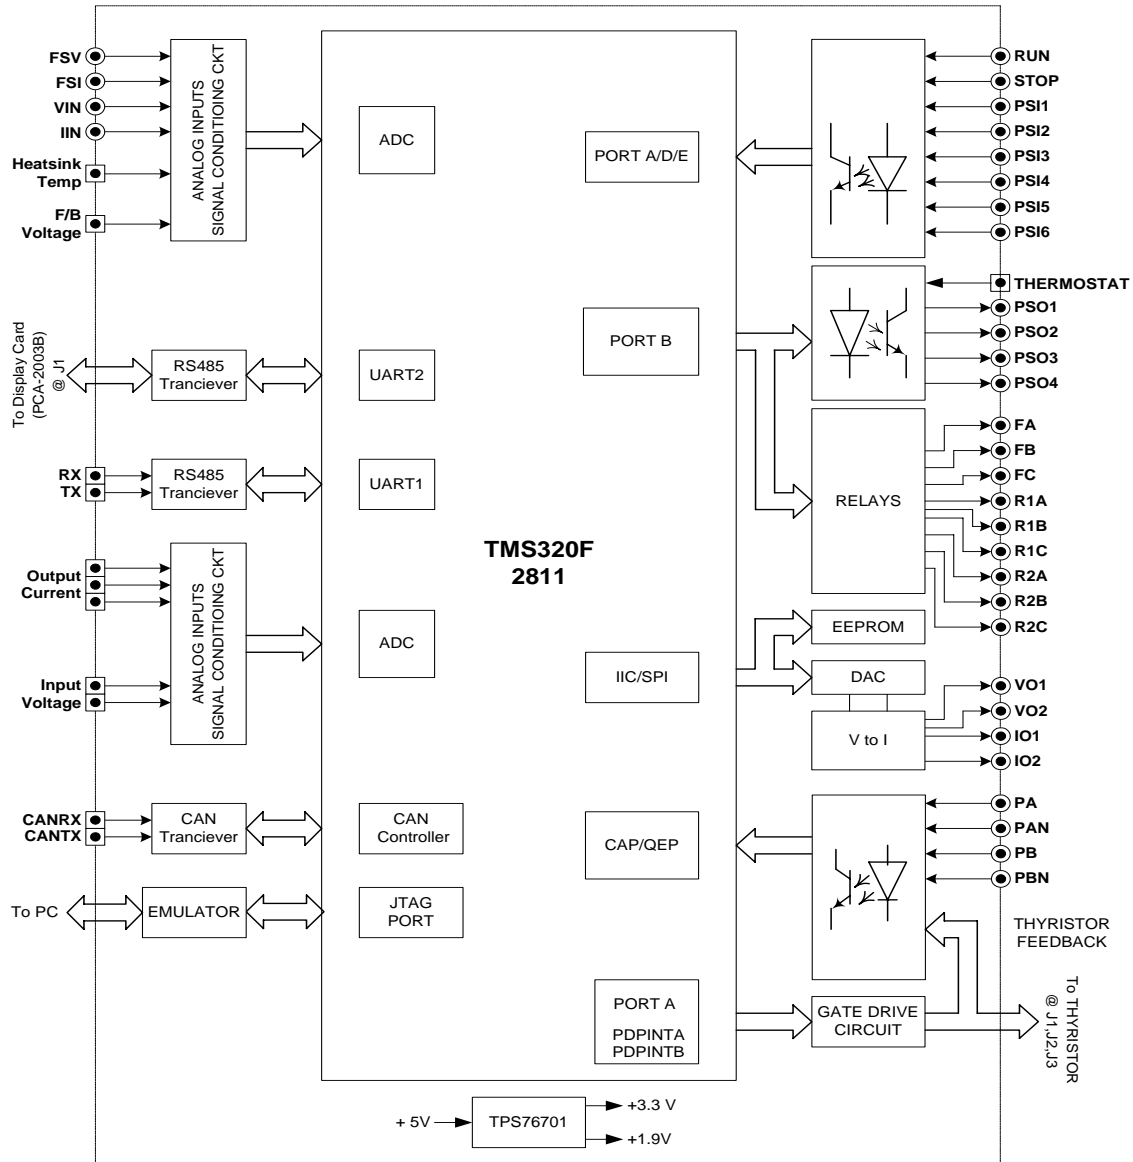 FSV
FSI
VIN
IIN
Heatsink
Temp
F/B
Voltage
ANALOG INPUTS
SIGNAL CONDITIOING CKT
ADC
PORT A/D/E
RUN
STOP
PSI1
PSI2
PSI3
PSI4
PSI5
PSI6
THERMOSTAT
PSO1
PSO2
PSO3
PSO4
PORT B
To Display Card
(PCA-2003B)
@ J1
RS485
Tranciever
UART2
RX
TX
RS485
Tranciever
UART1
RELAYS
FA
FB
FC
R1A
R1B
R1C
R2A
R2B
R2C
TMS320F
2811
Output
Current
Input
Voltage
ANALOG INPUTS
SIGNAL CONDITIOING CKT
ADC
IIC/SPI
EEPROM
DAC
V to I
VO1
VO2
IO1
IO2
CANRX
CANTX
CAN
Tranciever
CAN
Controller
CAP/QEP
PA
PAN
PB
PBN
To PC
EMULATOR
JTAG
PORT
THYRISTOR
FEEDBACK
PORT A
PDPINTA
PDPINTB
GATE DRIVE
CIRCUIT
To THYRISTOR
@ J1,J2,J3
+ 5V
TPS76701
+3.3 V
+1.9V